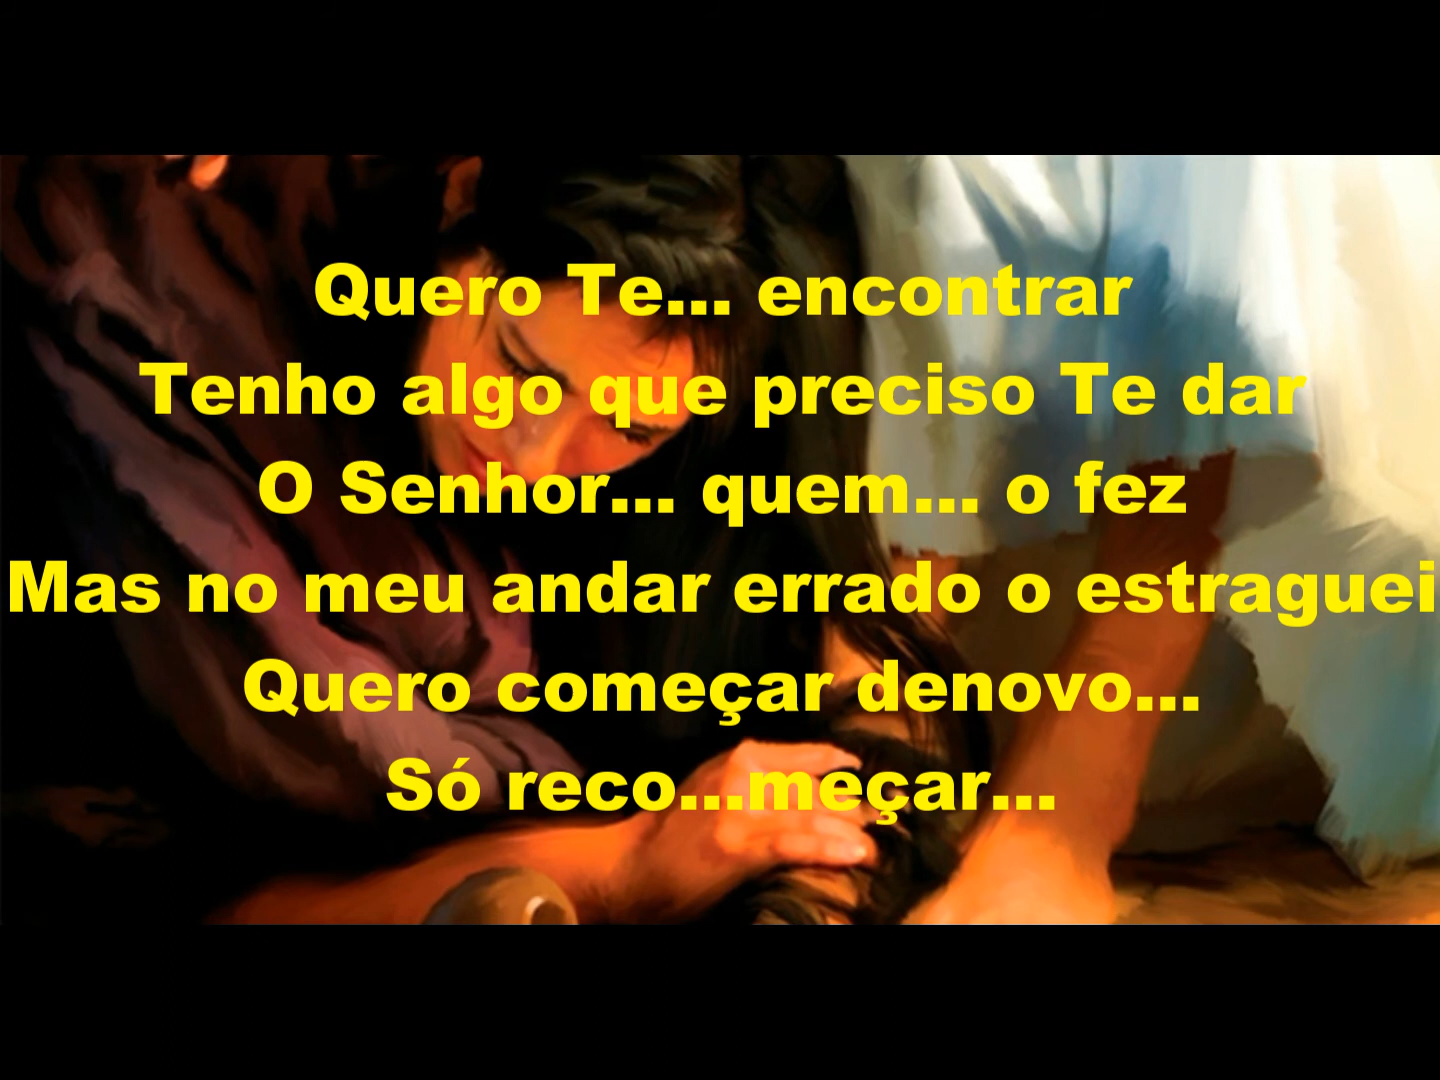 Quero Te... encontrar
Tenho algo que preciso Te dar
O Senhor... quem... o fez
Mas no meu andar errado o estraguei
Quero começar denovo...
Só reco...meçar...